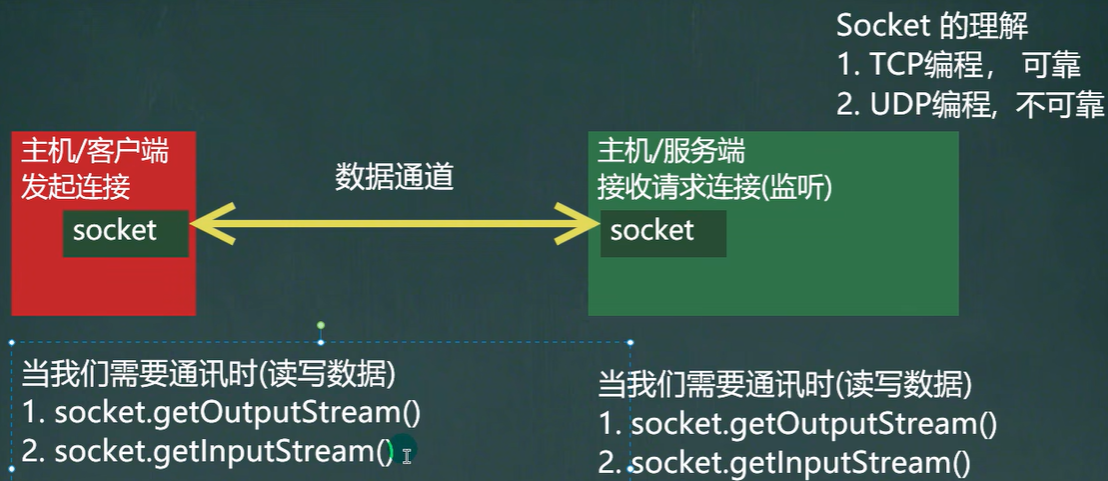 Socket 的理解
1. TCP编程， 可靠
2. UDP编程, 不可靠
主机/客户端
发起连接
socket
数据通道
主机/服务端
接收请求连接(监听)
socket
当我们需要通讯时(读写数据)
1. socket.getOutputStream()
2. socket.getInputStream()
当我们需要通讯时(读写数据)
1. socket.getOutputStream()
2. socket.getInputStream()